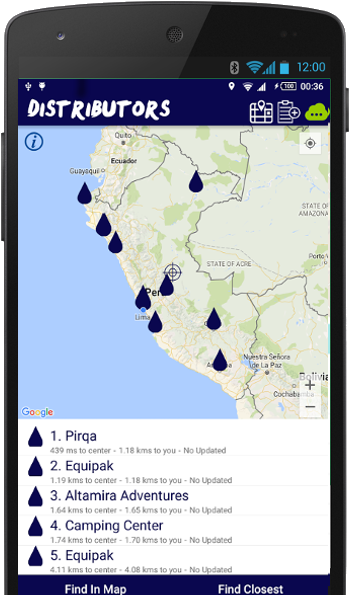 12:00
100 00:36
DISTRIBUTORS
Quito
Ecuador
Guayaquil
STATE OF
AMAZONAS
STATE OF ACRE
Per
Lima
Nuestra Señora
de La Paz
Bolivia
Cochabamba
Google
1. Pirqa
439 ms to center - 1.18 kms to you - No Updated
2. Equipak
1.19 kms to center - 1.18 kms to you - No Updated
3. Altamira Adventures
1.64 kms to center - 1.65 kms to you - No Updated
4. Camping Center
1.74 kms to center - 1.70 kms to you - No Updated
5. Equipak
4.11 kms to center - 4.08 kms to you - No Updated
Find In Map Find Closest